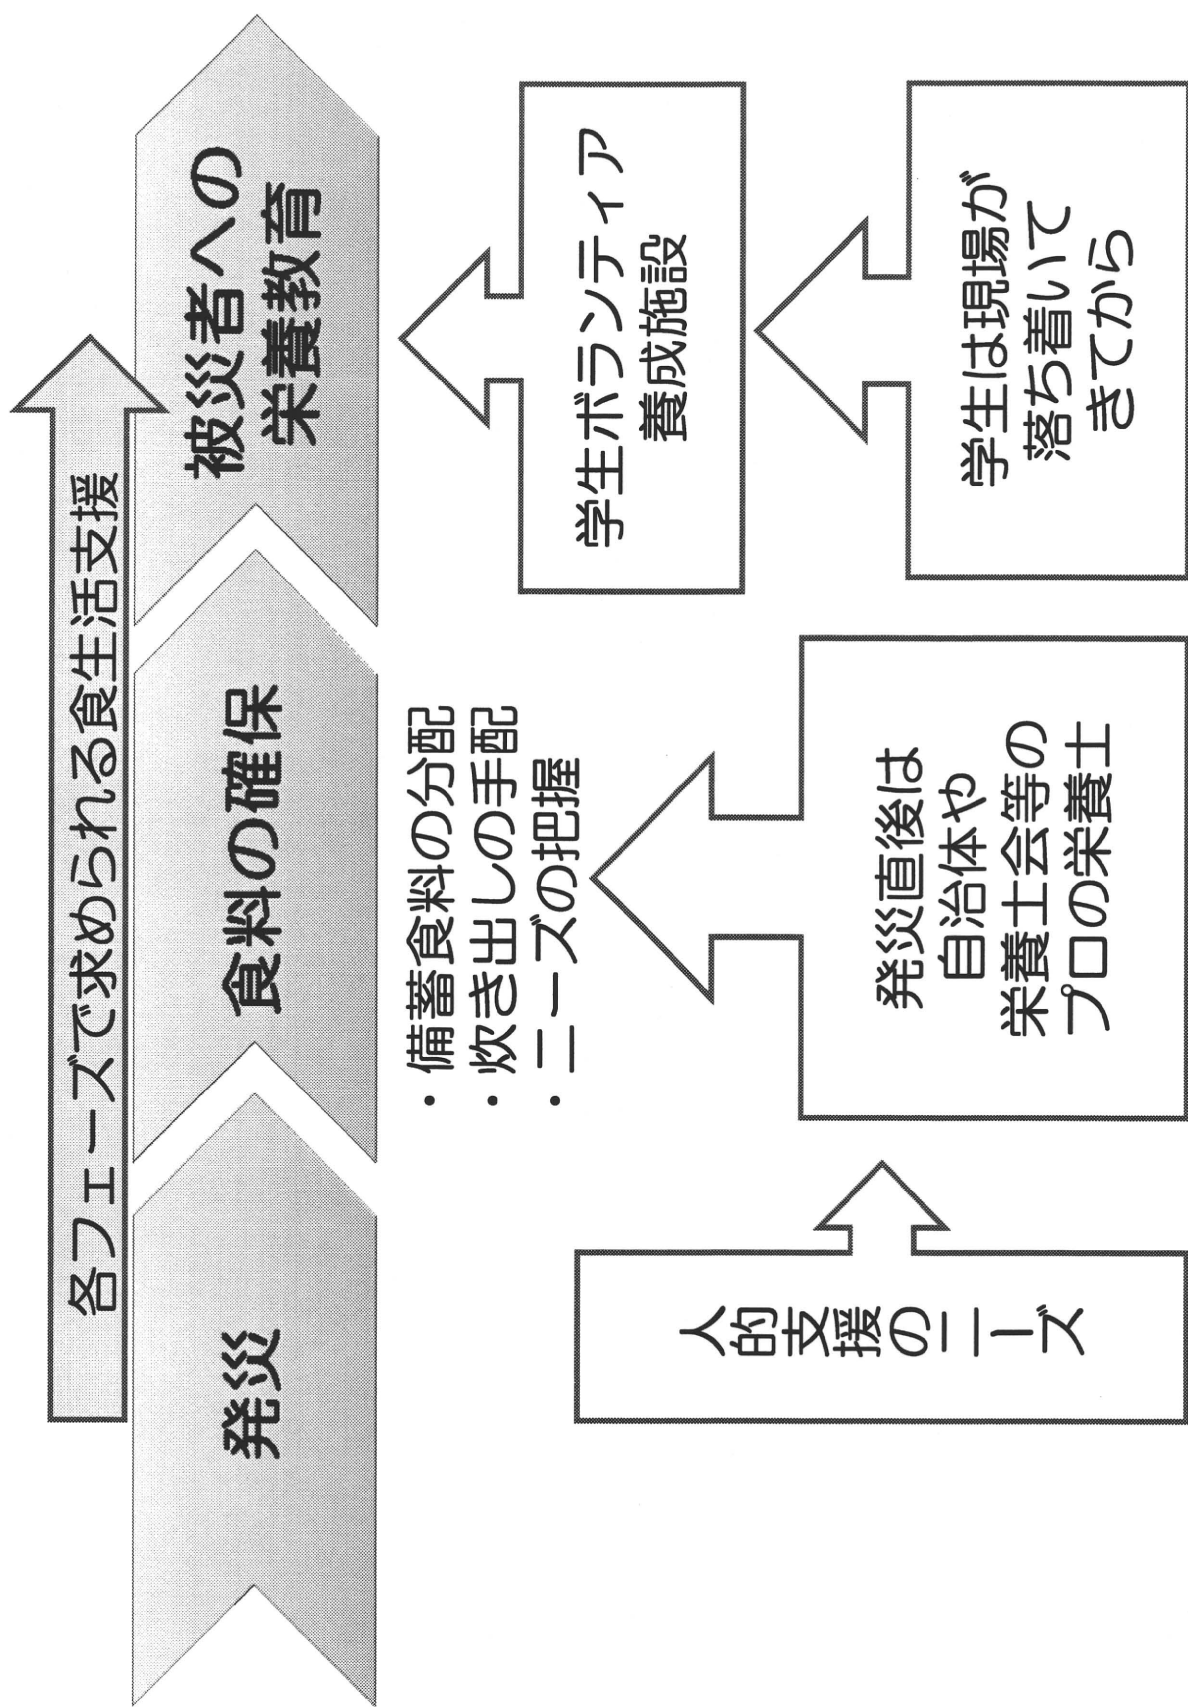 各フェーズで求められる食生活支援
発災
食料の確保
被災者への
栄養教育
・備蓄食料の分配
・炊き出しの手配
・ニーズの把握
学生ボランティア
養成施設
人的支援のニーズ
発災直後は
自治体や
栄養士会等の
プロの栄養士
学生は現場が
落ち着いて
きてから